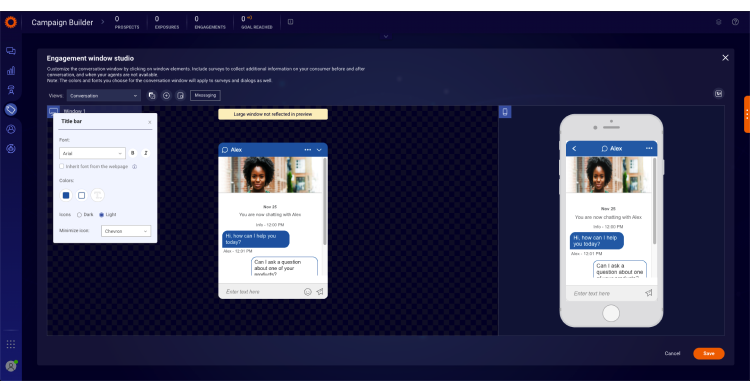 Campaign Builder
0
PROSPECTS
0
EXPOSURES
0
ENGAGEMENTS
0
GOAL REACHED
Engagement window studio
Customize the conversation window by clicking on window elements. Include surveys to collect additional information on your consumer before and after
conversation, and when your agents are not available.
Note: The colors and fonts you choose for the conversation window will apply to surveys and dialogs as well.
Views:
Conversation
Messaging
Window 1
Title bar
Font:
Arial
B
I
Inherit font from the webpage
Colors:
Icons:
Dark
Light
Minimize icon:
Chevron
Large window not reflected in preview
Alex
Nov 25
You are now chatting with Alex
Info - 12:00 PM
Hi, how can I help you
today?
Alex - 12:01 PM
Can I ask a question
about one of your
products?
Enter text here
Alex
Nov 25
You are now chatting with Alex
Info - 12:00 PM
Hi, how can I help
you today?
Alex - 12:01 PM
Can I ask a
question about one
Enter text here
Cancel
Save